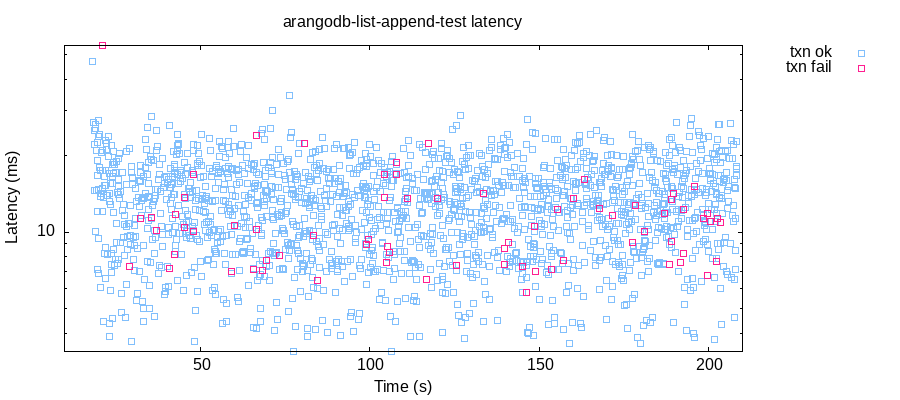 arangodb-list-append-test latency
txn ok
txn fail
Latency (ms)
10
50
100
150
200
Time (s)